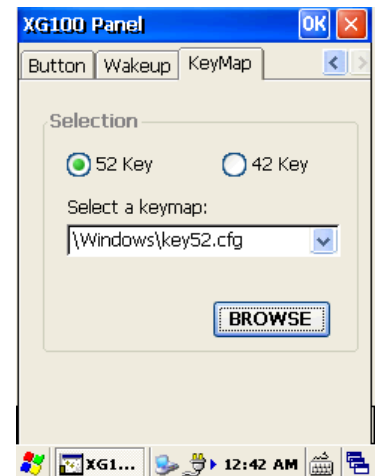 XG100 Panel OK
Button Wakeup KeyMap
Selection
52 Key 42 Key
Select a keymap:
\Windows\key52.cfg
BROWSE
XG1... 12:42 AM